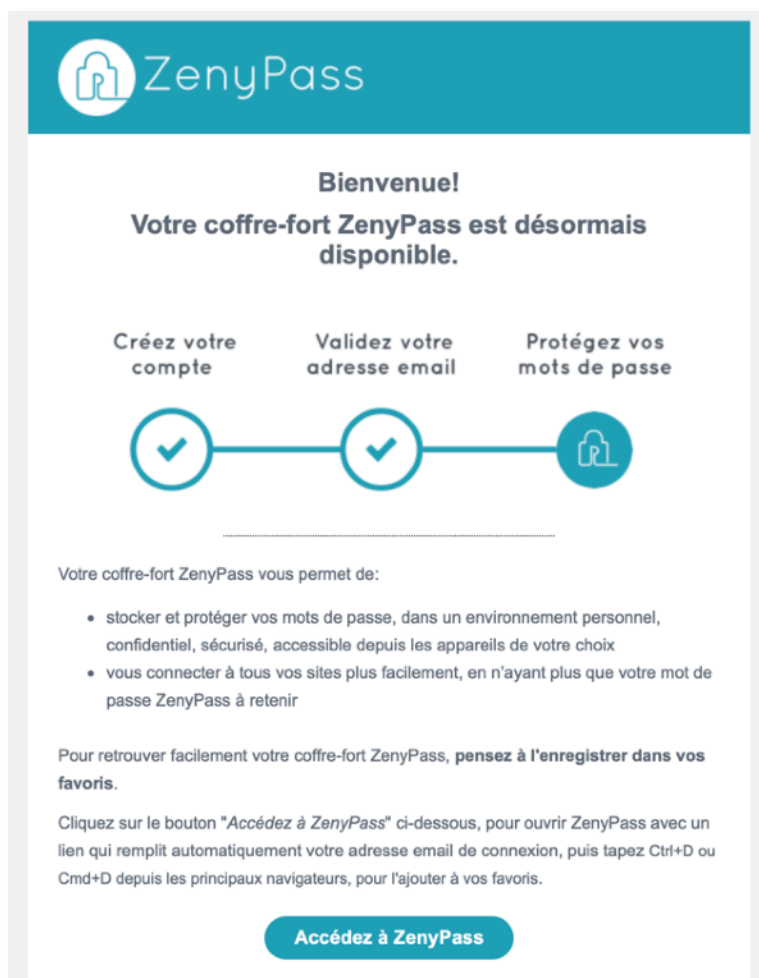 ZenyPass
Bienvenue!
Votre coffre-fort ZenyPass est désormais
disponible.
Créez votre
compte
Validez votre
adresse email
Protégez vos
mots de passe
Votre coffre-fort ZenyPass vous permet de:
• stocker et protéger vos mots de passe, dans un environnement personnel,
confidentiel, sécurisé, accessible depuis les appareils de votre choix
• vous connecter à tous vos sites plus facilement, en n'ayant plus que votre mot de
passe ZenyPass à retenir
Pour retrouver facilement votre coffre-fort ZenyPass, pensez à l'enregistrer dans vos
favoris.
Cliquez sur le bouton "Accédez à ZenyPass" ci-dessous, pour ouvrir ZenyPass avec un
lien qui remplit automatiquement votre adresse email de connexion, puis tapez Ctrl+D ou
Cmd+D depuis les principaux navigateurs, pour l'ajouter à vos favoris.
Accédez à ZenyPass